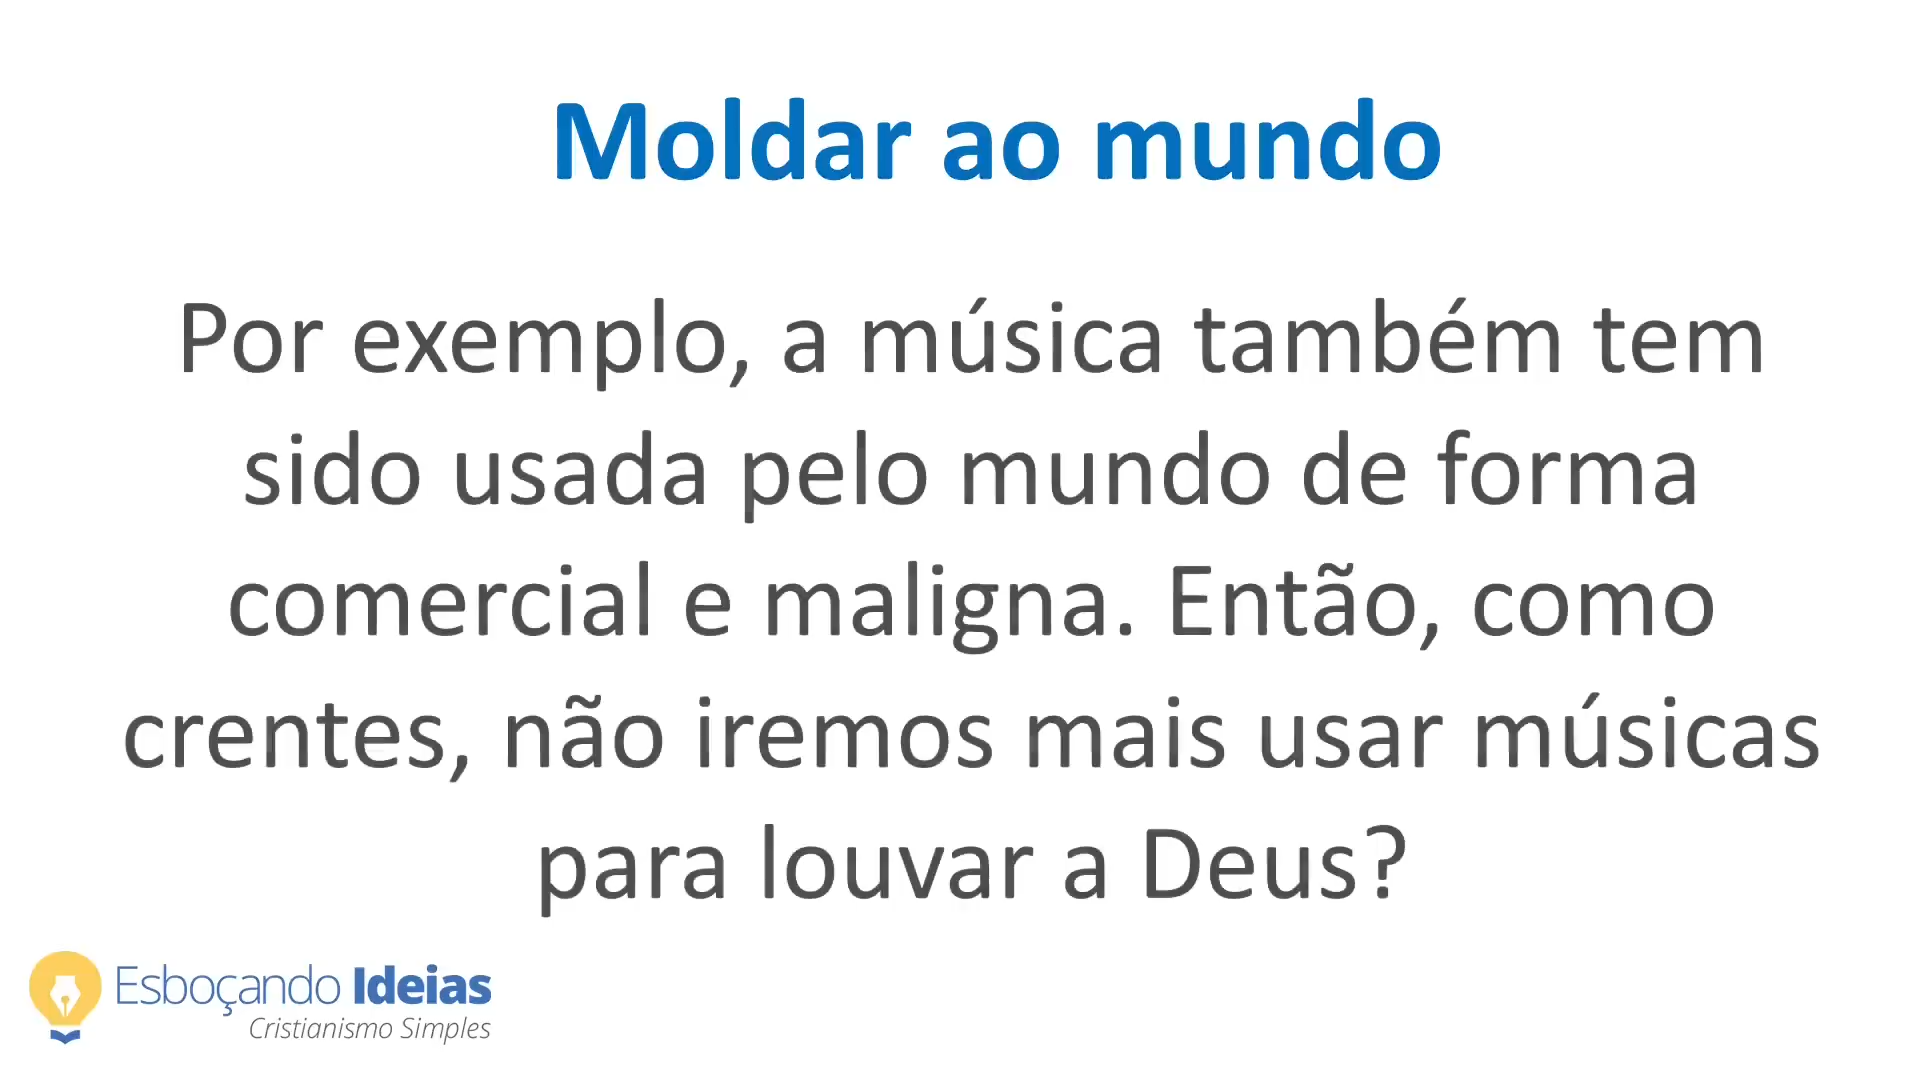 Moldar ao mundo
Por exemplo, a música também tem
sido usada pelo mundo de forma
comercial e maligna. Então, como
crentes, não iremos mais usar músicas
para louvar a Deus?
Esboçando Ideias
Cristianismo Simples